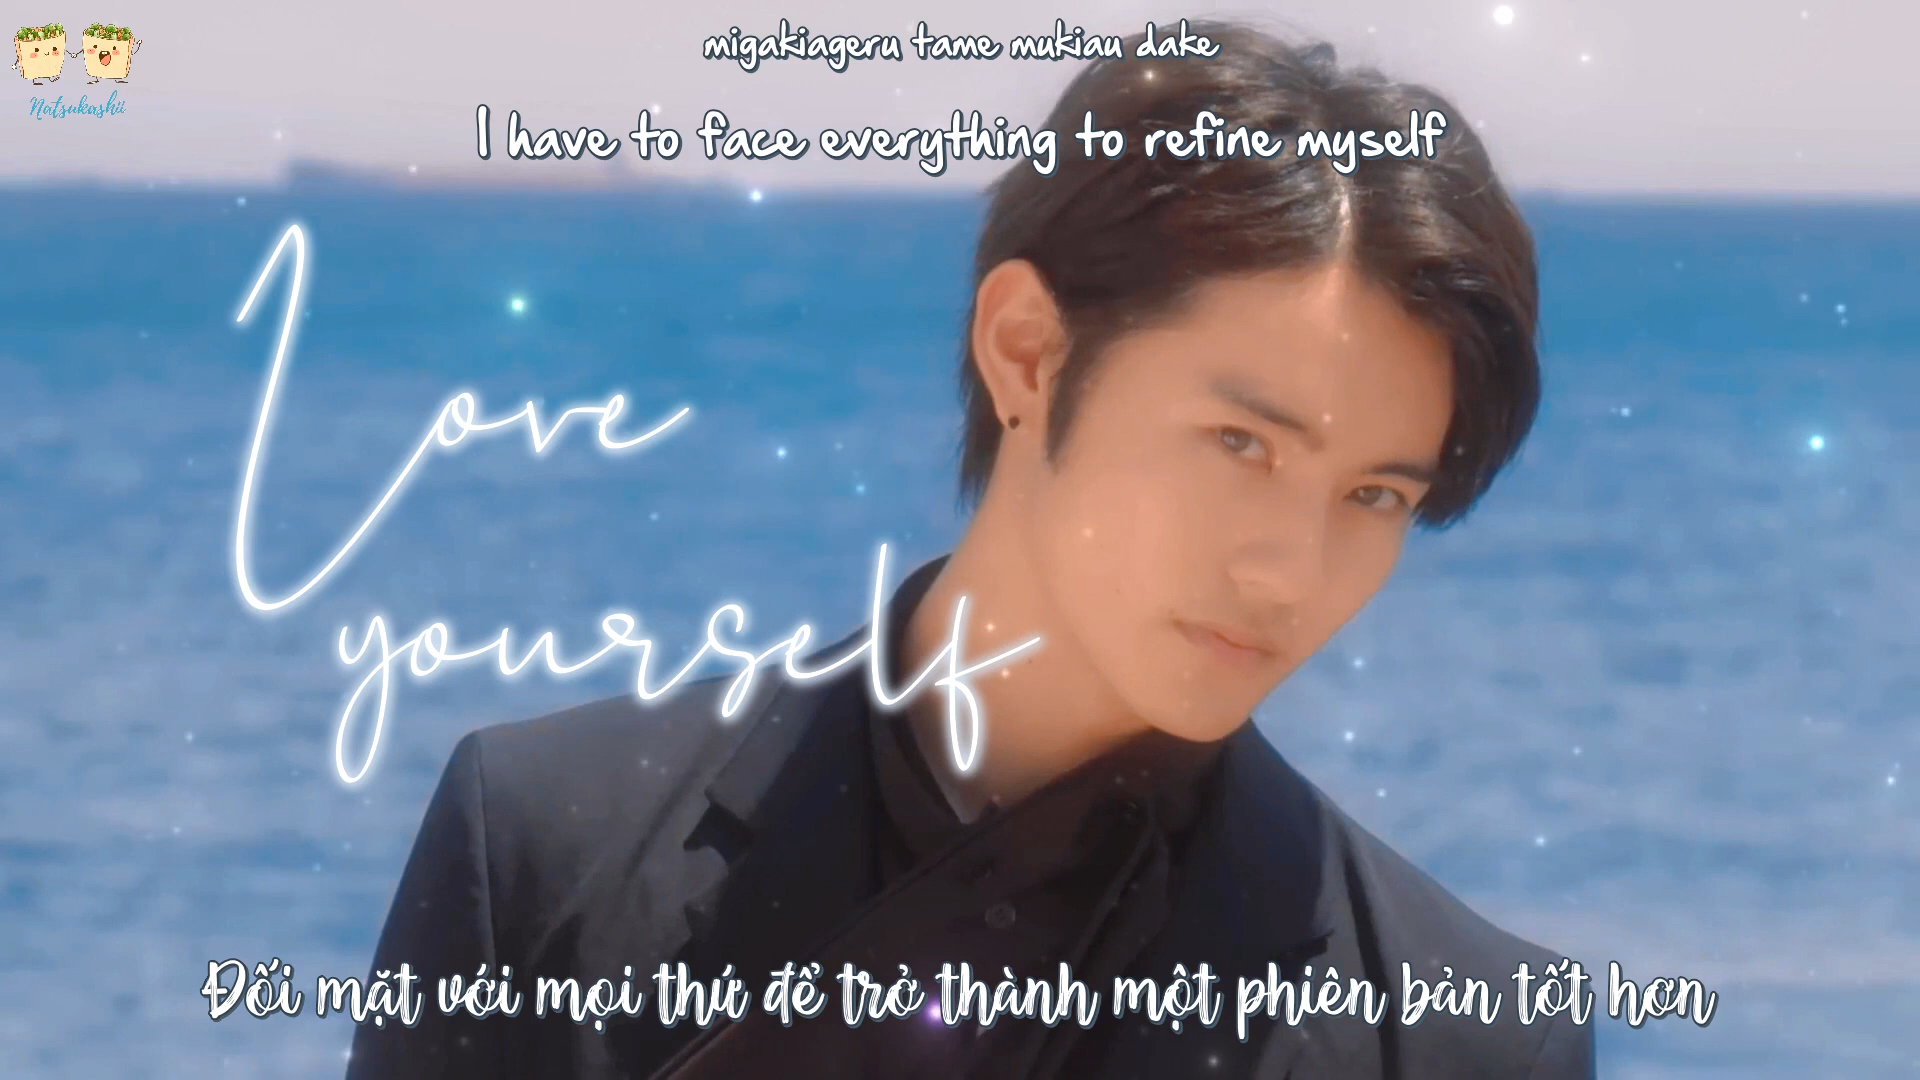 migakiageru tame mukiau dake
Natsukashii
I have to face everything to refine myself
Love
yourself
Đối mặt với mọi thứ để trở thành một phiên bản tốt hơn